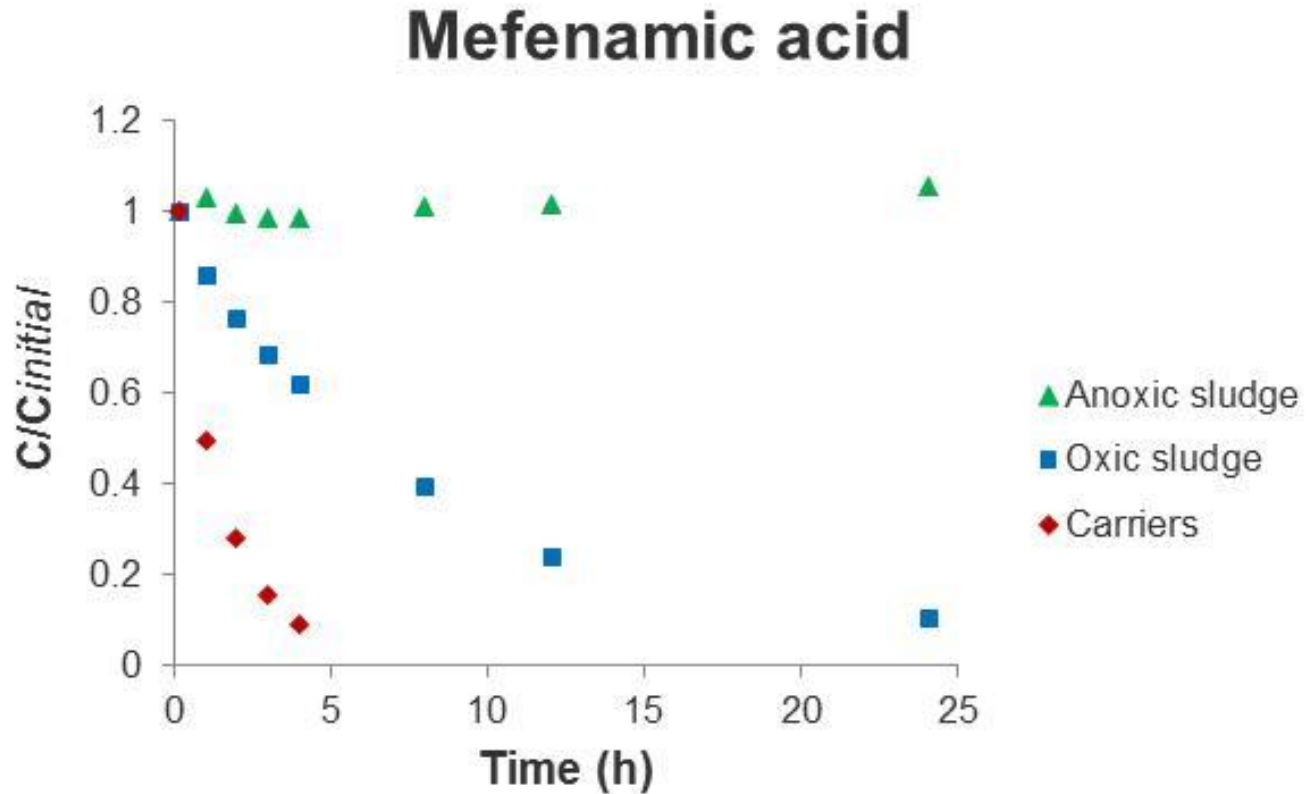 Mefenamic acid
1.2
1
0.8
0.6
0.4
0.2
0
C/Cinitial
0 5 10 15 20 25
Time (h)
Anoxic sludge
Oxic sludge
Carriers